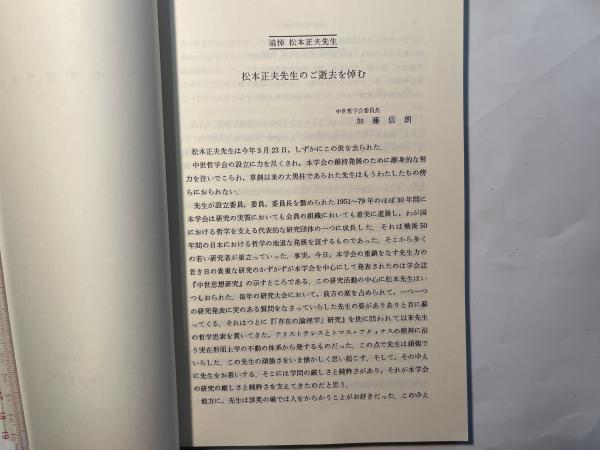 追悼 松本正夫先生
松本正夫先生のご逝去を悼む
中世哲学会委員長
加藤信朗
松本正夫先生は今年3月23日，しずかにこの世を去られた．
中世哲学会の設立に力を尽くされ，本学会の維持発展のために献身的な努
力を注いでこられ，草創以来の大黒柱であられた先生はもうわたしたちの傍
らにおられない．
先生が設立委員，委員，委員長を勤められた1951～79年のほぼ30年間に
本学会は研究の実質においても会員の組織においても着実に進展し，わが国
における哲学を支える代表的な研究団体の一つに成長した．それは戦後50
年間の日本における哲学の地道な発展を証するものであった．そこから多く
の若い研究者が巣立っていった．事実，今日，本学会の重鎮をなす先生方の
若き日の貴重な研究のかずかずが本学会を中心にして発表されたのは学会誌
『中世思想研究』の示すところである．この研究活動の中心に松本先生はい
つもおられた．毎年の研究大会において，前方の席を占められて，一つ一つ
の研究発表に実のある質問をなさっていらした先生の姿がありありと目に蘇
ってくる．それはつとに『「存在の論理学」研究』を世に問われて以来先生
の哲学思索を貫いてきた，アリストテレスとトマス・アクィナスの精神に沿
う実在形而上学の不動の体系から発するものだった．この点で先生は頑強で
いらした．この先生の頑強さをいま懐かしく思い起こす．そして，そのゆえ
に先生をお慕いする．そこには学問の厳しさと純粋さがあり，それが本学会
の研究の厳しさと純粋さを支えてきたのだと思う．
他方に，先生は談笑の場では人をからかうことがお好きだった．このゆえ
18
19